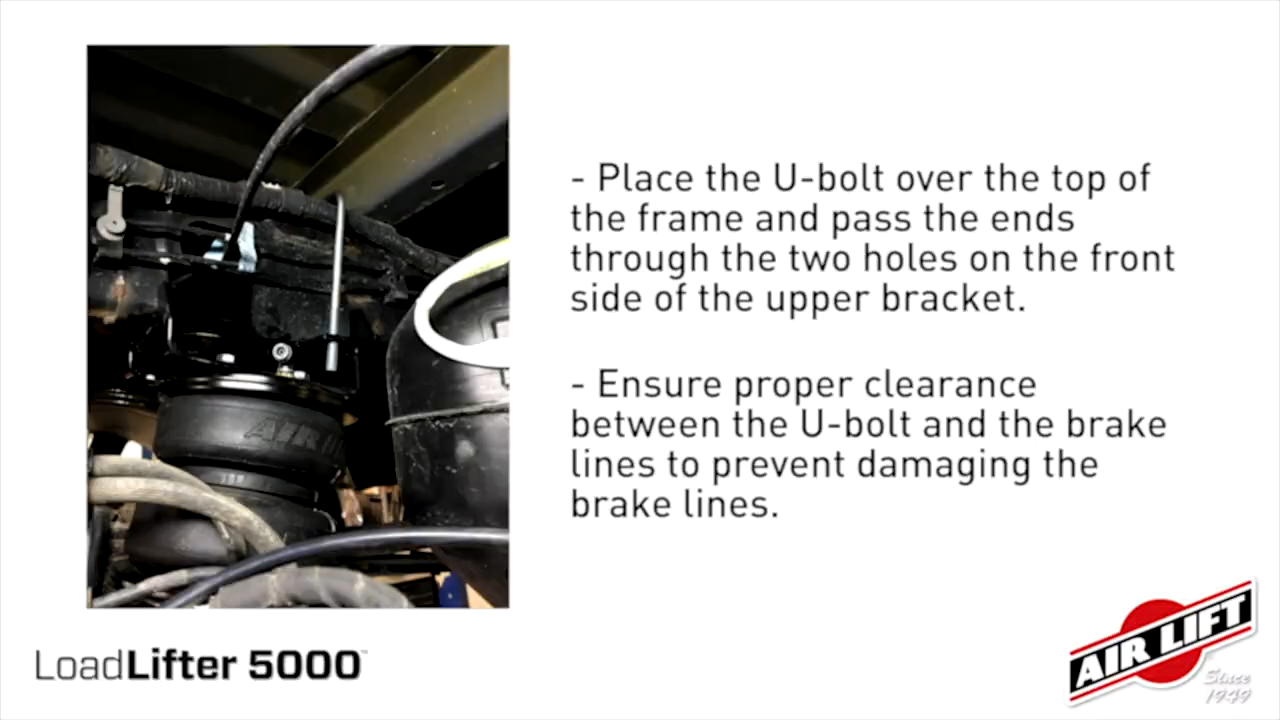 - Place the U-bolt over the top of
the frame and pass the ends
through the two holes on the front
side of the upper bracket.
- Ensure proper clearance
between the U-bolt and the brake
lines to prevent damaging the
brake lines.
AIR
LoadLifter 5000™
AIR LIFT
Since
1949